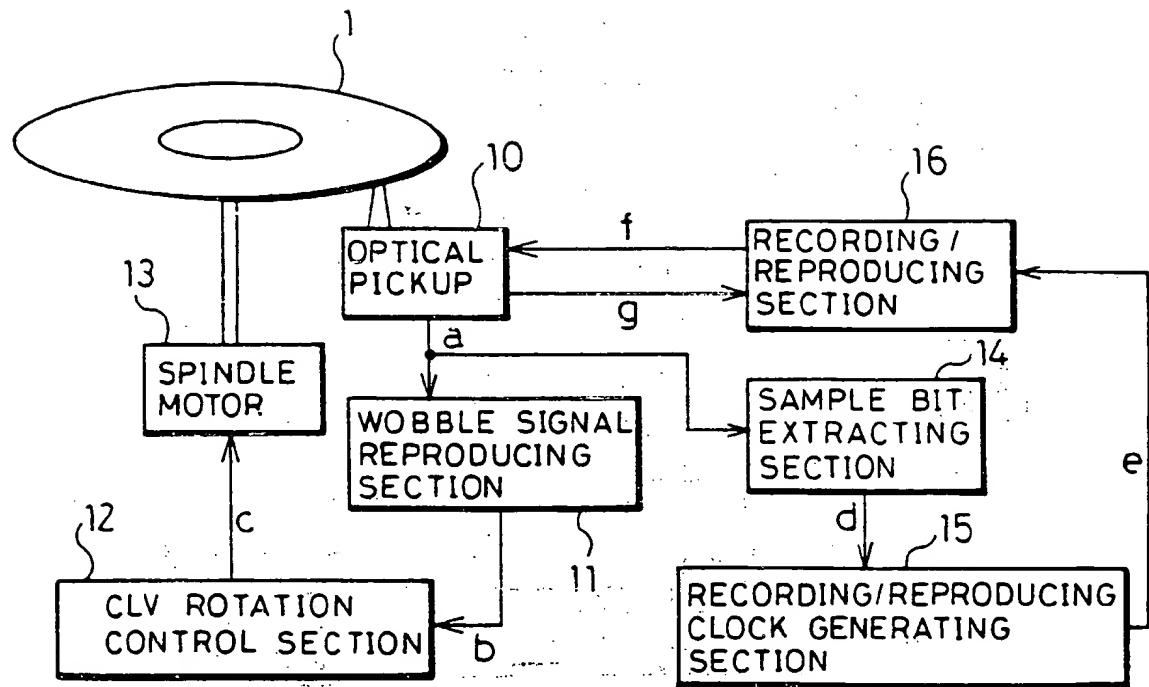 1
10
16
OPTICAL
PICKUP
f
g
RECORDING/
REPRODUCING
SECTION
13
SPINDLE
MOTOR
a
14
WOBBLE SIGNAL
REPRODUCING
SECTION
SAMPLE BIT
EXTRACTING
SECTION
e
12
c
11
d
15
CLV ROTATION
CONTROL SECTION
b
RECORDING/REPRODUCING
CLOCK GENERATING
SECTION